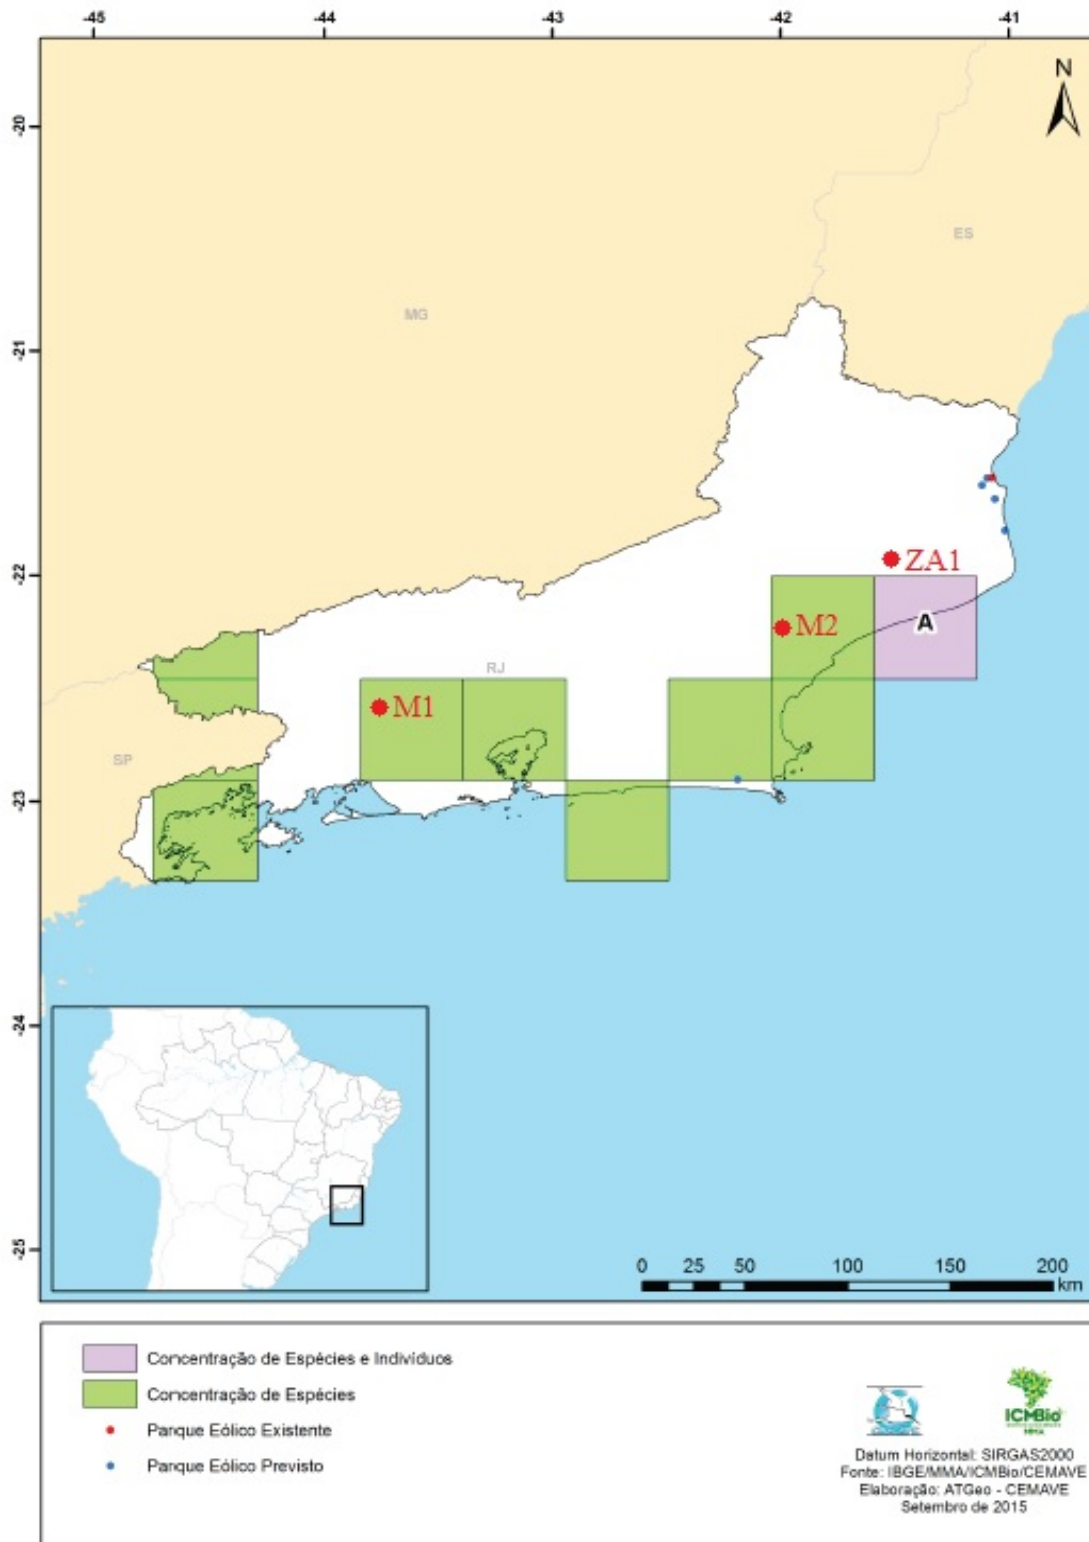 -45 -44 -43 -42 -41
N
-20
ES
MG
-21
ZA1
-22
A
M2
RJ
M1
SP
-23
-24
0 25 50 100 150 200
km
-25
Concentração de Espécies e Indivíduos
Concentração de Espécies
Parque Eólico Existente
Parque Eólico Previsto
ICMBio
MMA
Datum Horizontal: SIRGAS2000
Fonte: IBGE/MMA/ICMBio/CEMAVE
Elaboração: ATGeo - CEMAVE
Setembro de 2015